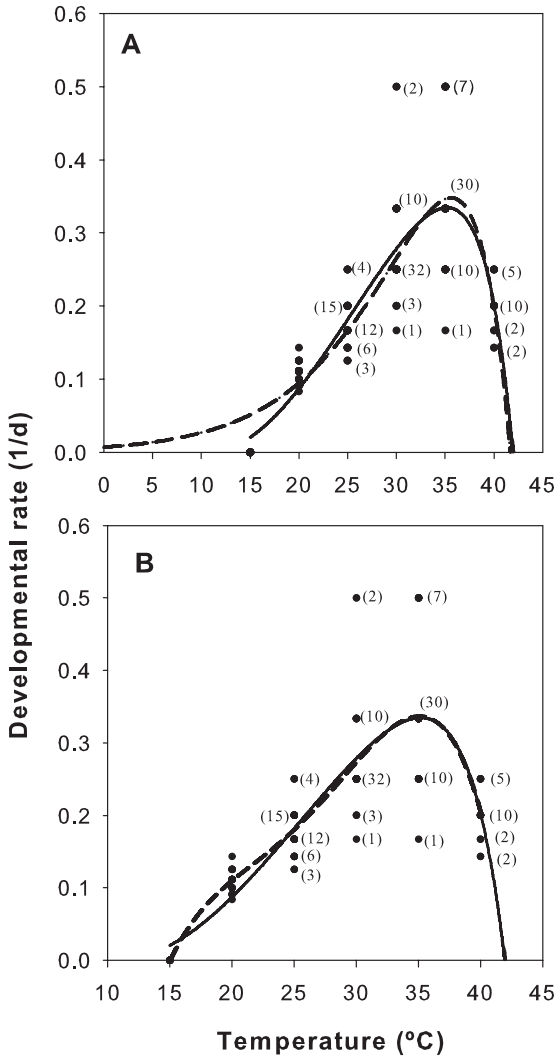 Developmental rate (1/d)
A
0.6
0.5
0.4
0.3
0.2
0.1
0.0
(2) (7)
(30)
(10)
(4) (32) (10) (5)
(15) (3) (10)
(12) (1) (1) (2)
(6) (2)
(3)
0 5 10 15 20 25 30 35 40 45
B
0.6
0.5
0.4
0.3
0.2
0.1
0.0
(2) (7)
(10) (30)
(4) (32) (10) (5)
(15) (3) (10)
(12) (1) (1) (2)
(6) (2)
(3)
10 15 20 25 30 35 40 45
Temperature (ºC)